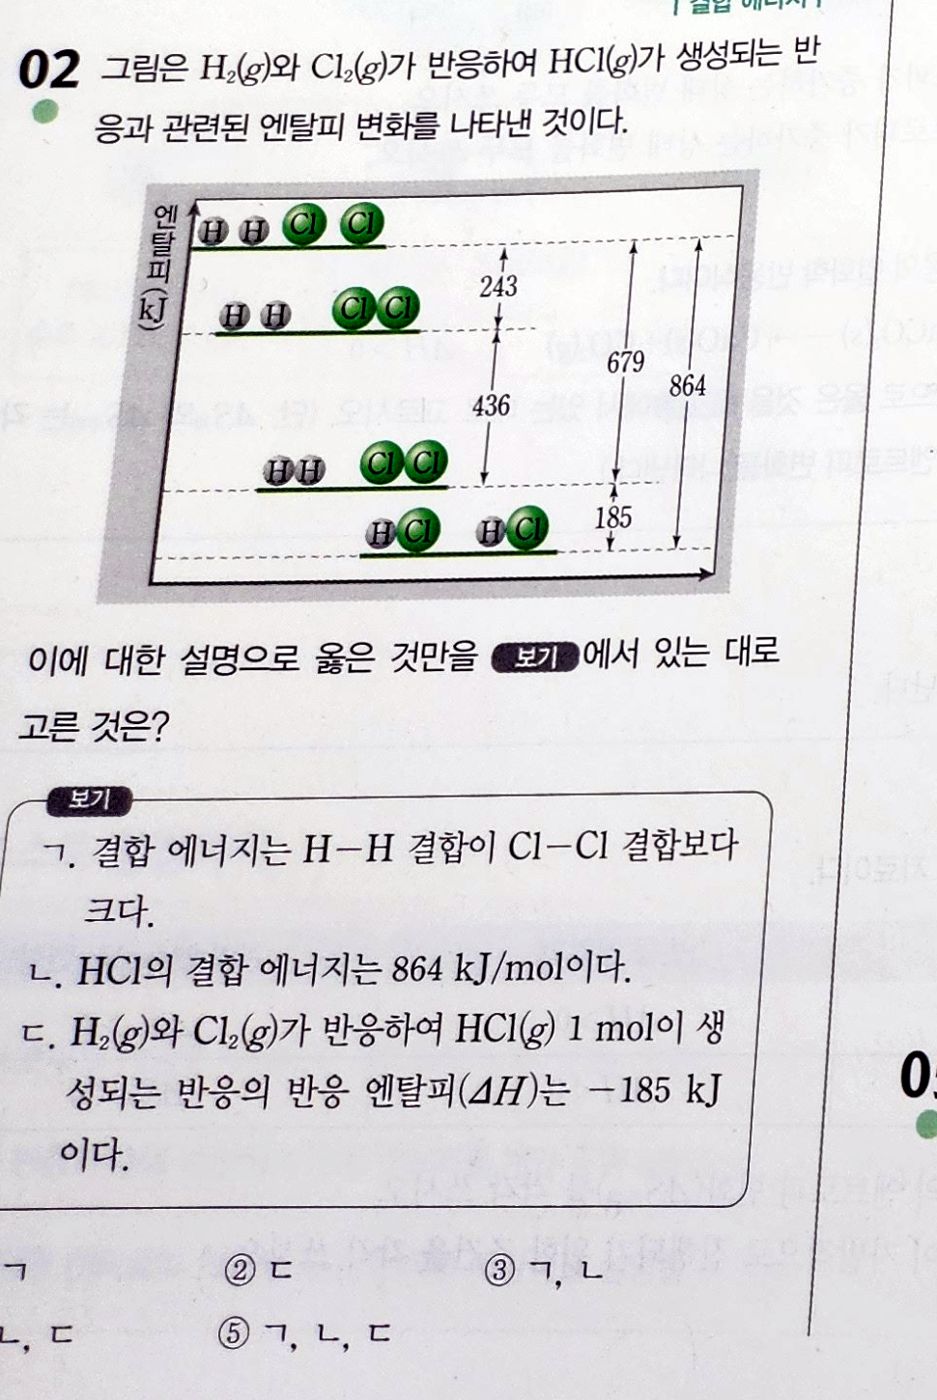 | 결합 에너지 |
02 그림은 H₂(g)와 Cl₂(g)가 반응하여 HCl(g)가 생성되는 반
응과 관련된 엔탈피 변화를 나타낸 것이다.
엔탈피(kJ)
H H Cl Cl
243
H H Cl Cl
679
864
436
H H Cl Cl
185
H Cl H Cl
이에 대한 설명으로 옳은 것만을 보기에서 있는 대로
고른 것은?
보기
ㄱ. 결합 에너지는 H-H 결합이 Cl-Cl 결합보다
크다.
ㄴ. HCl의 결합 에너지는 864 kJ/mol이다.
ㄷ. H₂(g)와 Cl₂(g)가 반응하여 HCl(g) 1 mol이 생
성되는 반응의 반응 엔탈피(ΔH)는 -185 kJ
이다.
ㄱ ② ㄷ ③ ㄱ, ㄴ
ㄴ, ㄷ ⑤ ㄱ, ㄴ, ㄷ